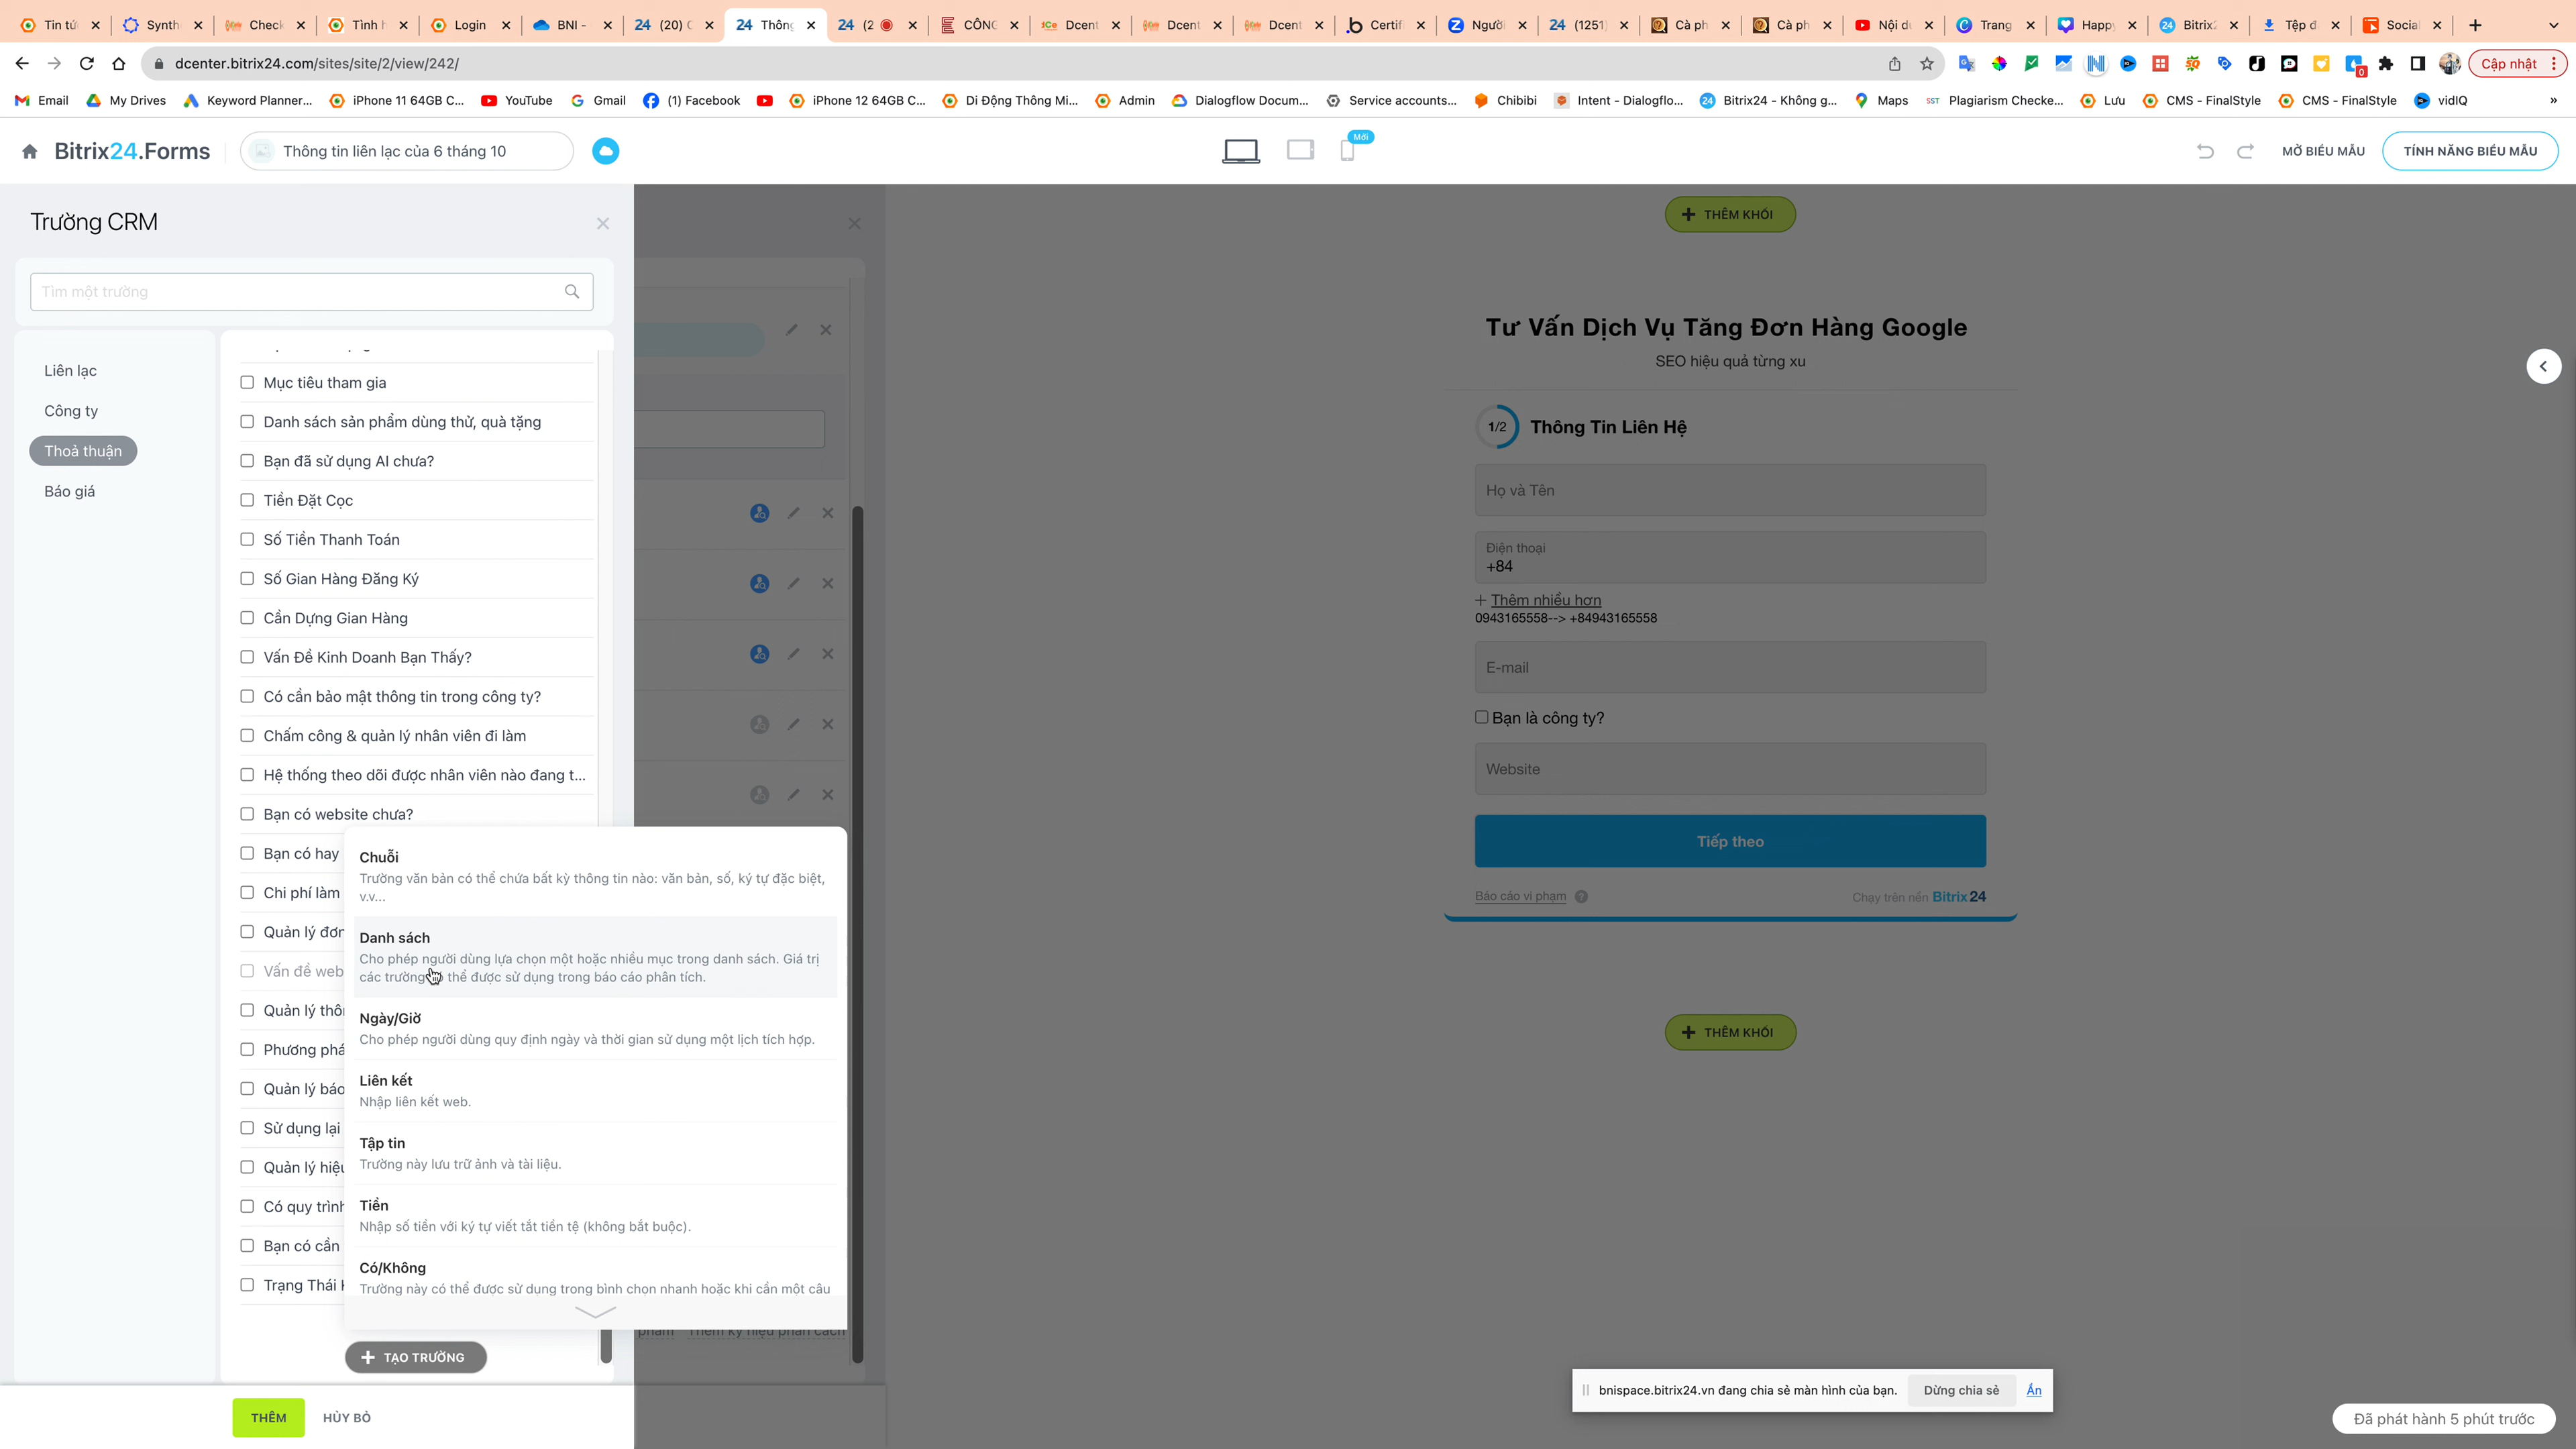 Tin tứ
Synth
Check
Tình h
Login
BNI -
(20) C
Thông
(2
CÔNG
Dcent
Dcent
Dcent
Certifi
Người
(1251)
Cà ph
Cà ph
Nội du
Trang
Happy
Bitrix2
Tệp đã
Social
dcenter.bitrix24.com/sites/site/2/view/242/
Cập nhật
Email
My Drives
Keyword Planner...
iPhone 11 64GB C...
YouTube
Gmail
(1) Facebook
iPhone 12 64GB C...
Di Động Thông Mi...
Admin
Dialogflow Docum...
Service accounts...
Chibibi
Intent - Dialogflo...
Bitrix24 - Không g...
Maps
Plagiarism Checke...
Lưu
CMS - FinalStyle
CMS - FinalStyle
vidIQ
»
Bitrix24.Forms
Thông tin liên lạc của 6 tháng 10
Mới
MỞ BIỂU MẪU
TÍNH NĂNG BIỂU MẪU
Trường CRM
Tìm một trường
Liên lạc
Công ty
Thoả thuận
Báo giá
Mục tiêu tham gia
Danh sách sản phẩm dùng thử, quà tặng
Bạn đã sử dụng AI chưa?
Tiền Đặt Cọc
Số Tiền Thanh Toán
Số Gian Hàng Đăng Ký
Cần Dựng Gian Hàng
Vấn Đề Kinh Doanh Bạn Thấy?
Có cần bảo mật thông tin trong công ty?
Chấm công & quản lý nhân viên đi làm
Hệ thống theo dõi được nhân viên nào đang t...
Bạn có website chưa?
Bạn có hay
Chi phí làm
Quản lý đơn
Vấn đề web
Quản lý thôn
Phương phá
Quản lý báo
Sử dụng lại
Quản lý hiệu
Có quy trình
Bạn có cần
Trạng Thái
Chuỗi
Trường văn bản có thể chứa bất kỳ thông tin nào: văn bản, số, ký tự đặc biệt,
v.v...
Danh sách
Cho phép người dùng lựa chọn một hoặc nhiều mục trong danh sách. Giá trị
các trường thể được sử dụng trong báo cáo phân tích.
Ngày/Giờ
Cho phép người dùng quy định ngày và thời gian sử dụng một lịch tích hợp.
Liên kết
Nhập liên kết web.
Tập tin
Trường này lưu trữ ảnh và tài liệu.
Tiền
Nhập số tiền với ký tự viết tắt tiền tệ (không bắt buộc).
Có/Không
Trường này có thể được sử dụng trong bình chọn nhanh hoặc khi cần một câu
phẩm
Thêm ký hiệu phân cách
TẠO TRƯỜNG
THÊM
HỦY BỎ
THÊM KHỐI
Tư Vấn Dịch Vụ Tăng Đơn Hàng Google
SEO hiệu quả từng xu
1/2
Thông Tin Liên Hệ
Họ và Tên
Điện thoại
+84
Thêm nhiều hơn
0943165558--> +84943165558
E-mail
Bạn là công ty?
Website
Tiếp theo
Báo cáo vi phạm
Chạy trên nền Bitrix24
THÊM KHỐI
bnispace.bitrix24.vn đang chia sẻ màn hình của bạn.
Dừng chia sẻ
Ẩn
Đã phát hành 5 phút trước